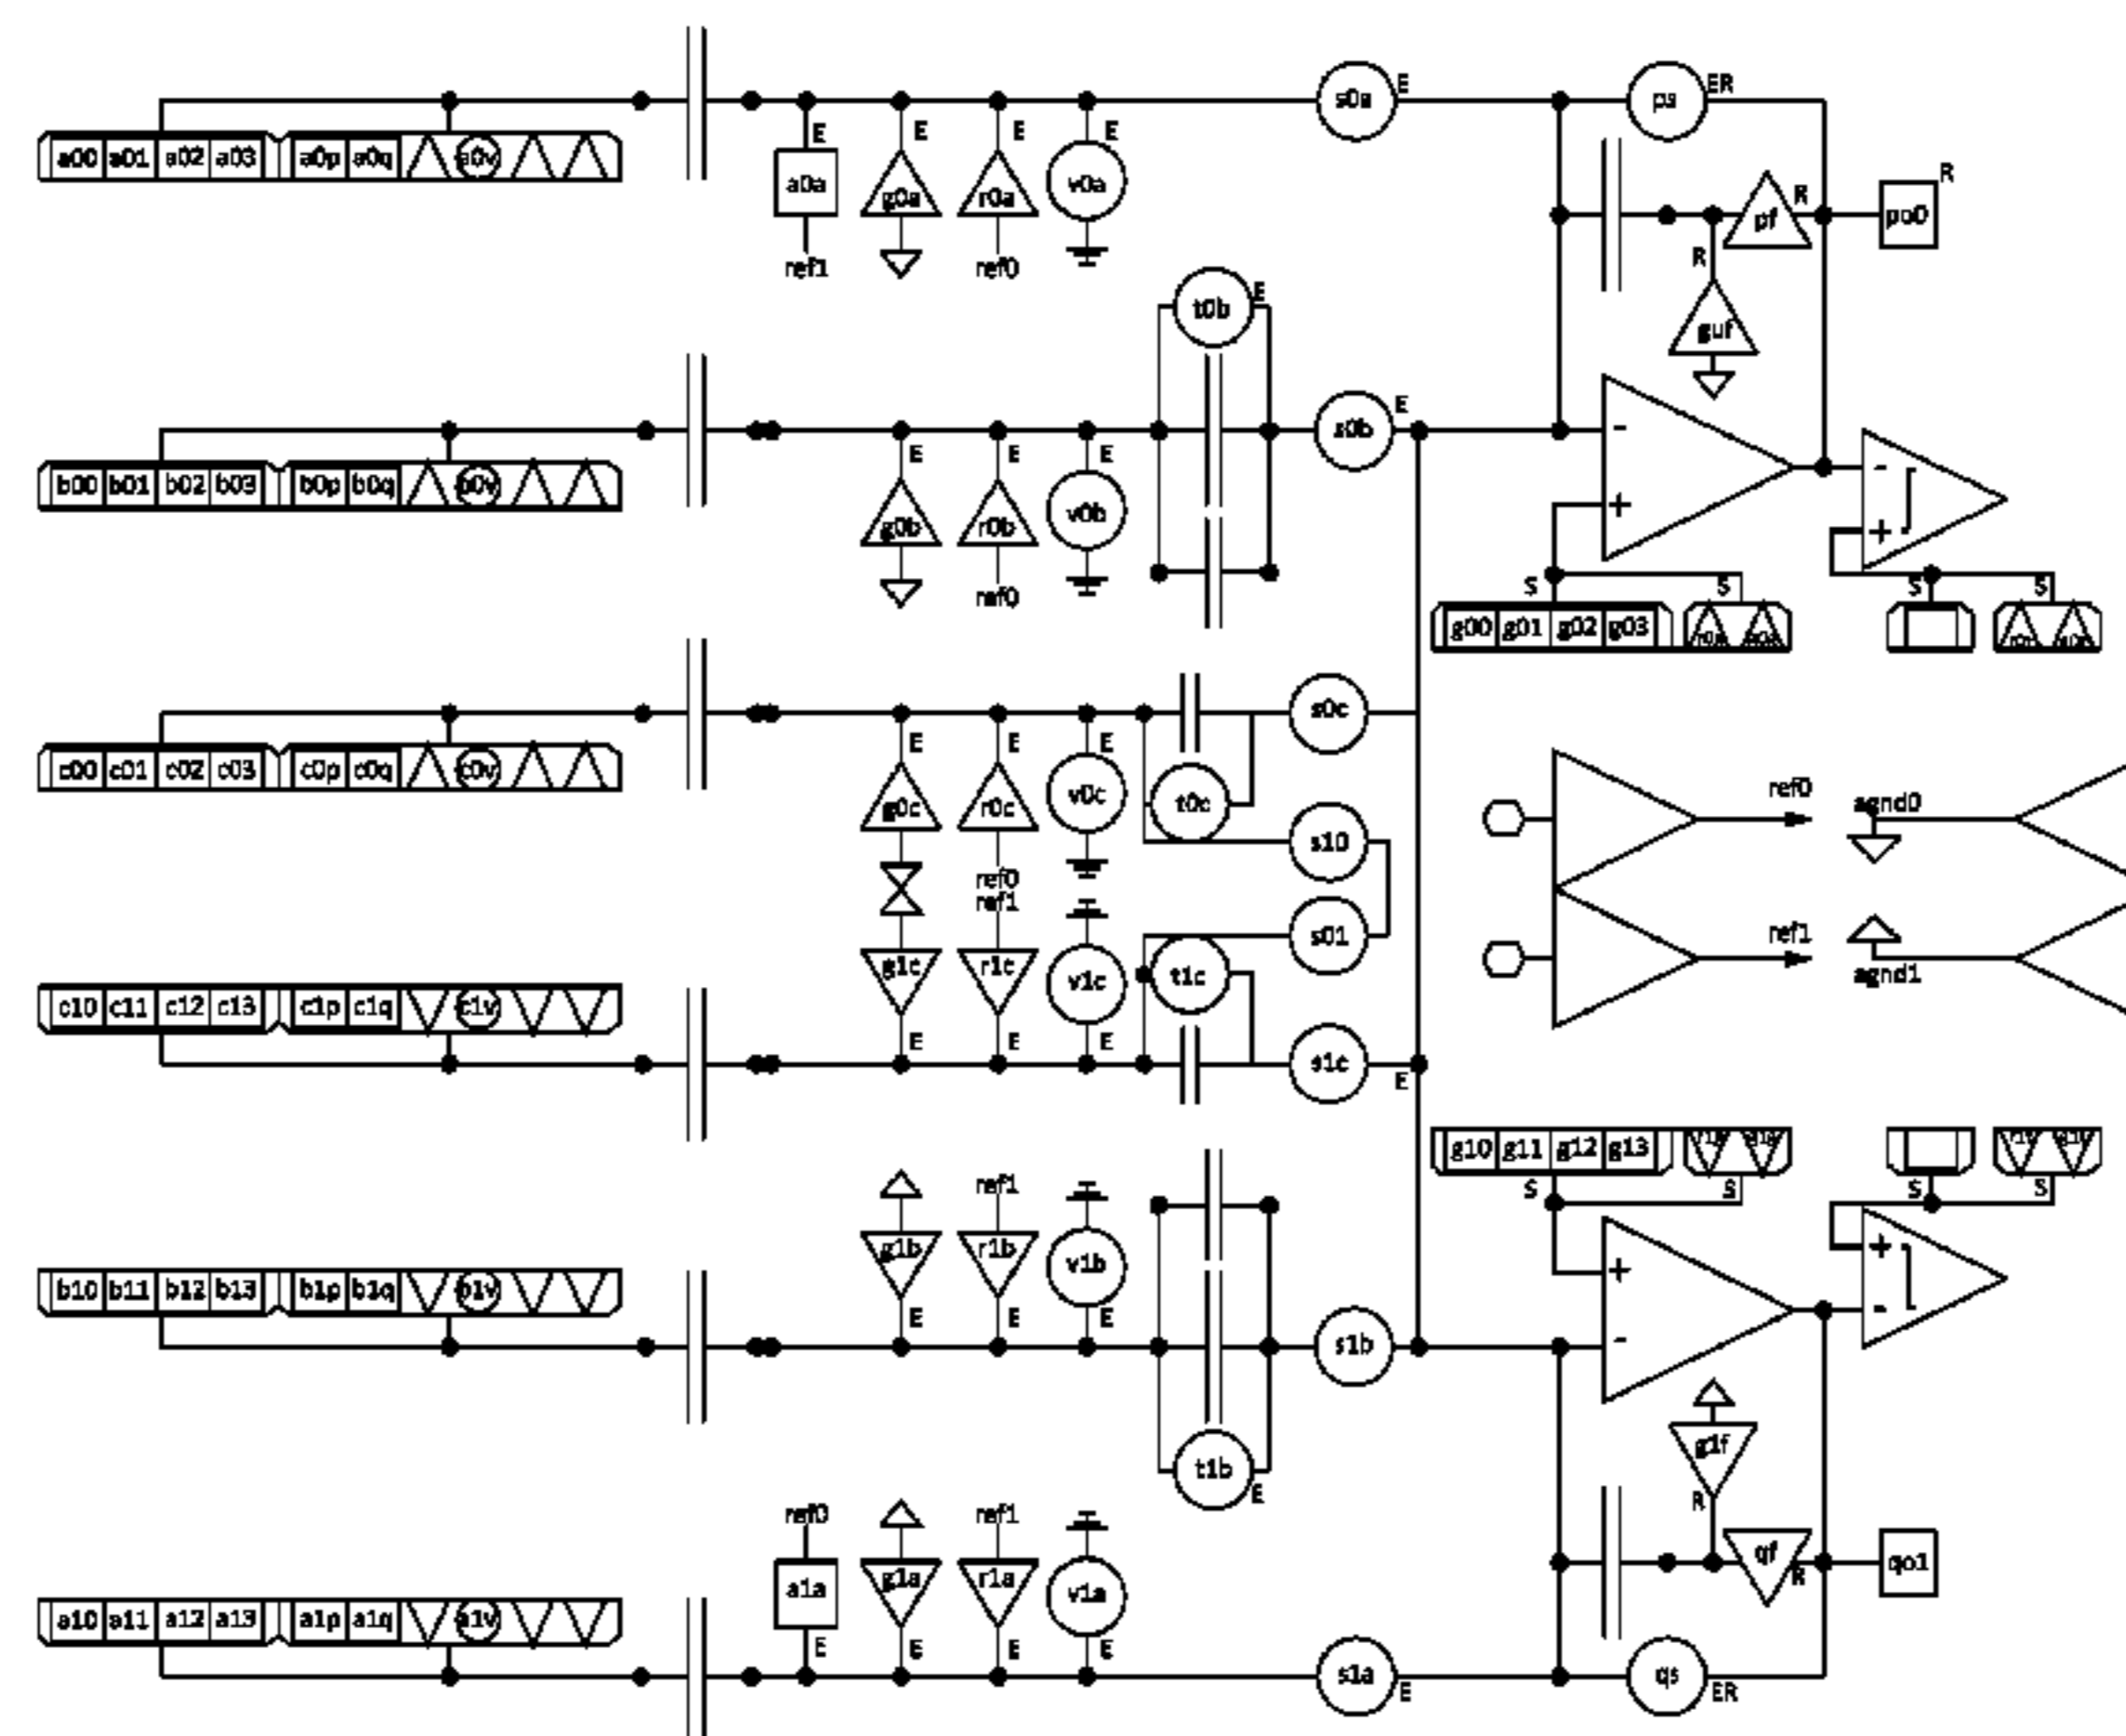 s0a E ps ER
E E E E
a00 a01 a02 a03 a0p a0q a0v
a0a g0a r0a v0a
R
R
pf
po0
ref1 ref0
R
t0b E
guf
E
s0b
-
E E E
-
b00 b01 b02 b03 b0p b0q b0v
g0b r0b v0b
+
+
ref0
S S S S
g00 g01 g02 g03
s0c
E E E
c00 c01 c02 c03 c0p c0q c0v
g0c r0c v0c t0c
ref0
agnd0
s10
ref0
ref1
s01
ref1
g1c r1c v1c t1c
agnd1
c10 c11 c12 c13 c1p c1q c1v
E E E
s1c
E
g10 g11 g12 g13
ref1
S S S S
g1b r1b v1b
+
+
b10 b11 b12 b13 b1p b1q b1v
E E E
-
s1b
-
g1f
t1b
E
R
ref0 ref1
qf
qo1
R
a1a g1a r1a v1a
a10 a11 a12 a13 a1p a1q a1v
E E E E
s1a E qs ER